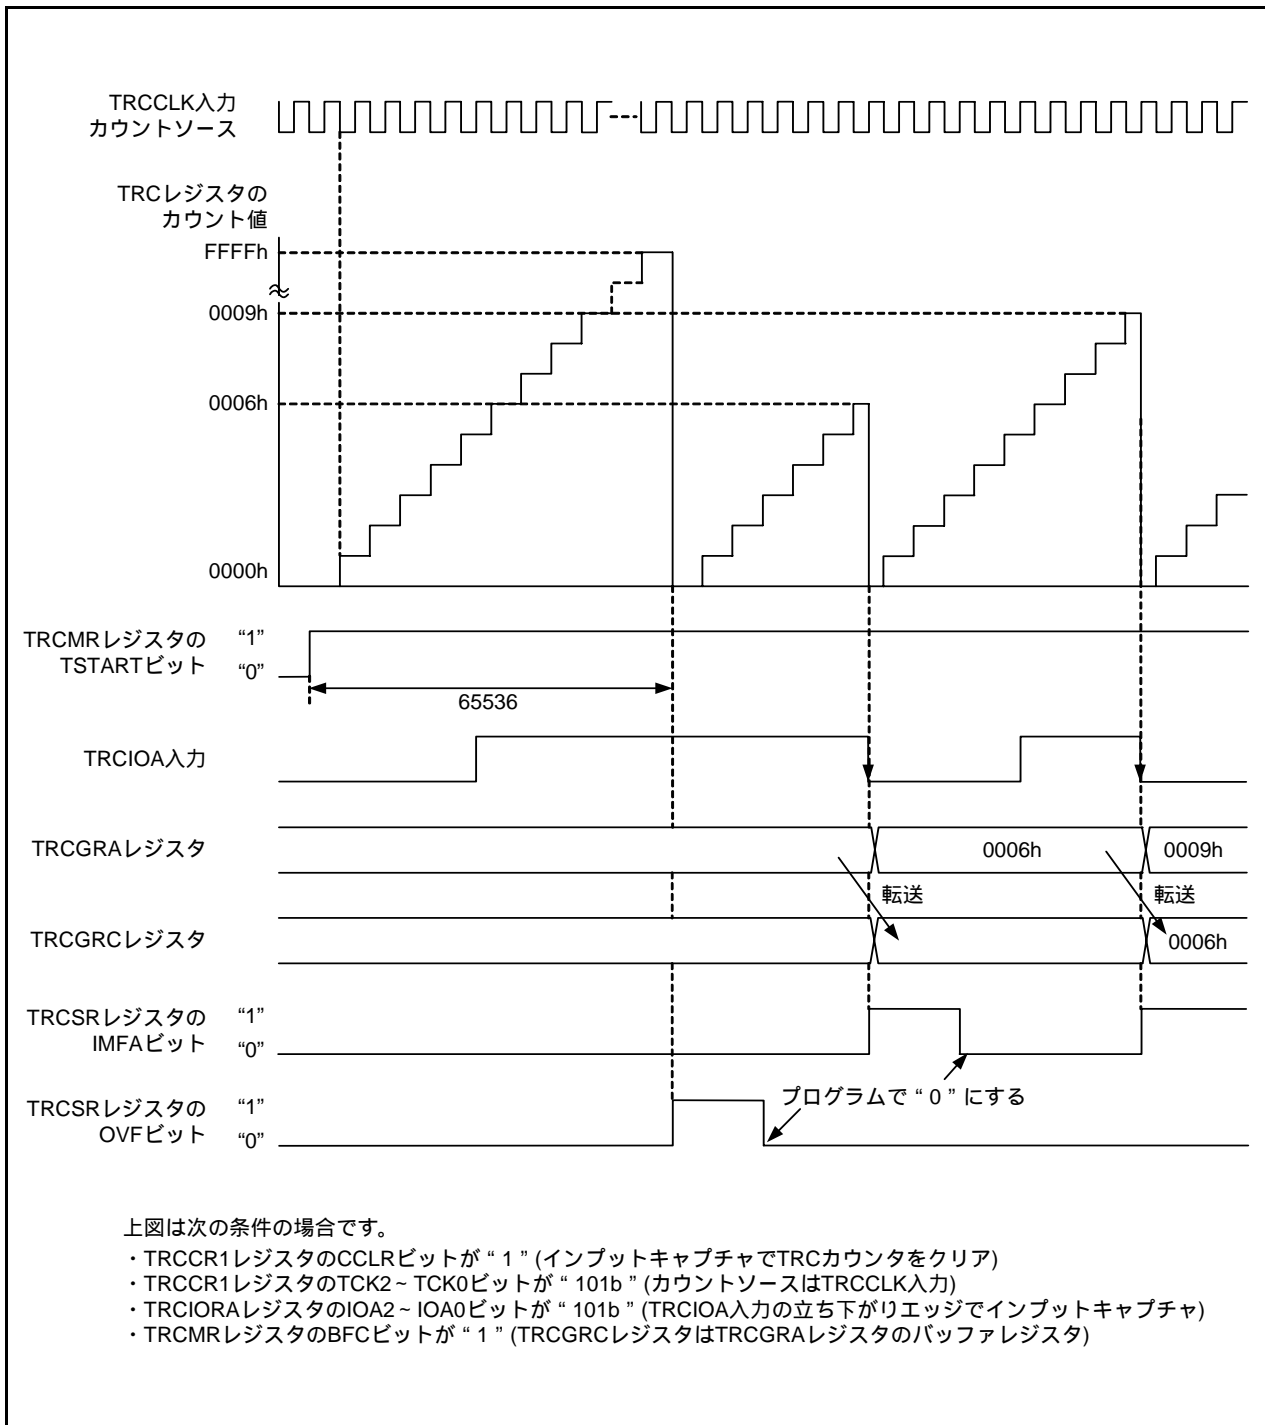 TRCCLK入力
カウントソース
TRCレジスタの
カウント値
FFFFh
0009h
0006h
0000h
TRCMRレジスタの
TSTARTビット
“1”
“0”
65536
TRCIOA入力
TRCGRAレジスタ
0006h
0009h
転送
転送
TRCGRCレジスタ
0006h
TRCSRレジスタの
IMFAビット
“1”
“0”
プログラムで “ 0 ” にする
TRCSRレジスタの
OVFビット
“1”
“0”
上図は次の条件の場合です。
・TRCCR1レジスタのCCLRビットが “ 1 ” (インプットキャプチャでTRCカウンタをクリア)
・TRCCR1レジスタのTCK2~TCK0ビットが “ 101b ” (カウントソースはTRCCLK入力)
・TRCIORAレジスタのIOA2~IOA0ビットが “ 101b ” (TRCIOA入力の立ち下がりエッジでインプットキャプチャ)
・TRCMRレジスタのBFCビットが “ 1 ” (TRCGRCレジスタはTRCGRAレジスタのバッファレジスタ)